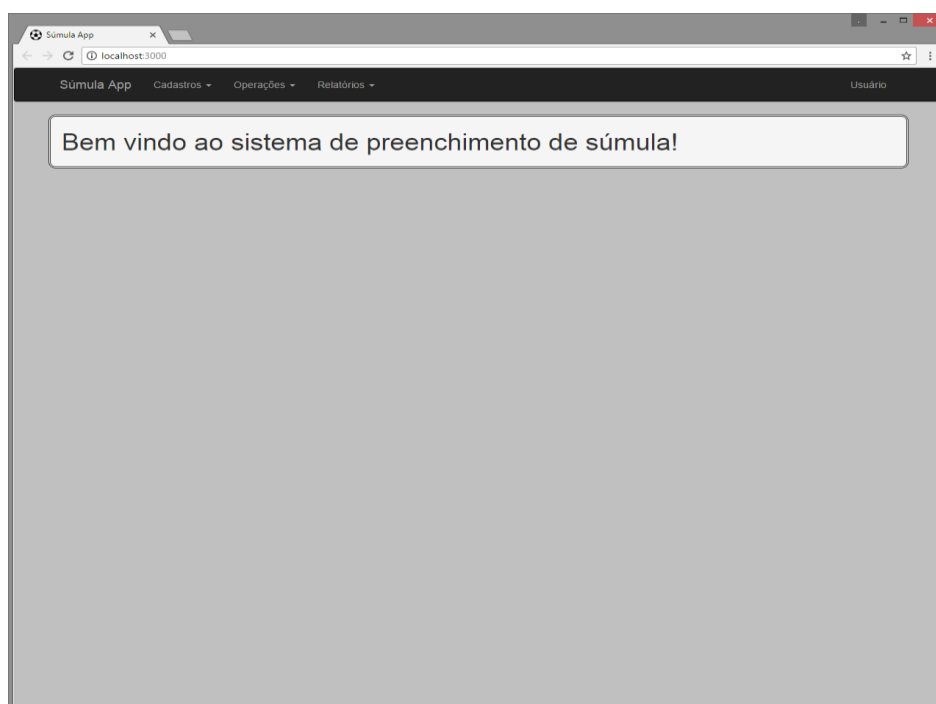 Súmula App
localhost:3000
Súmula App Cadastros Operações Relatórios Usuário
Bem vindo ao sistema de preenchimento de súmula!